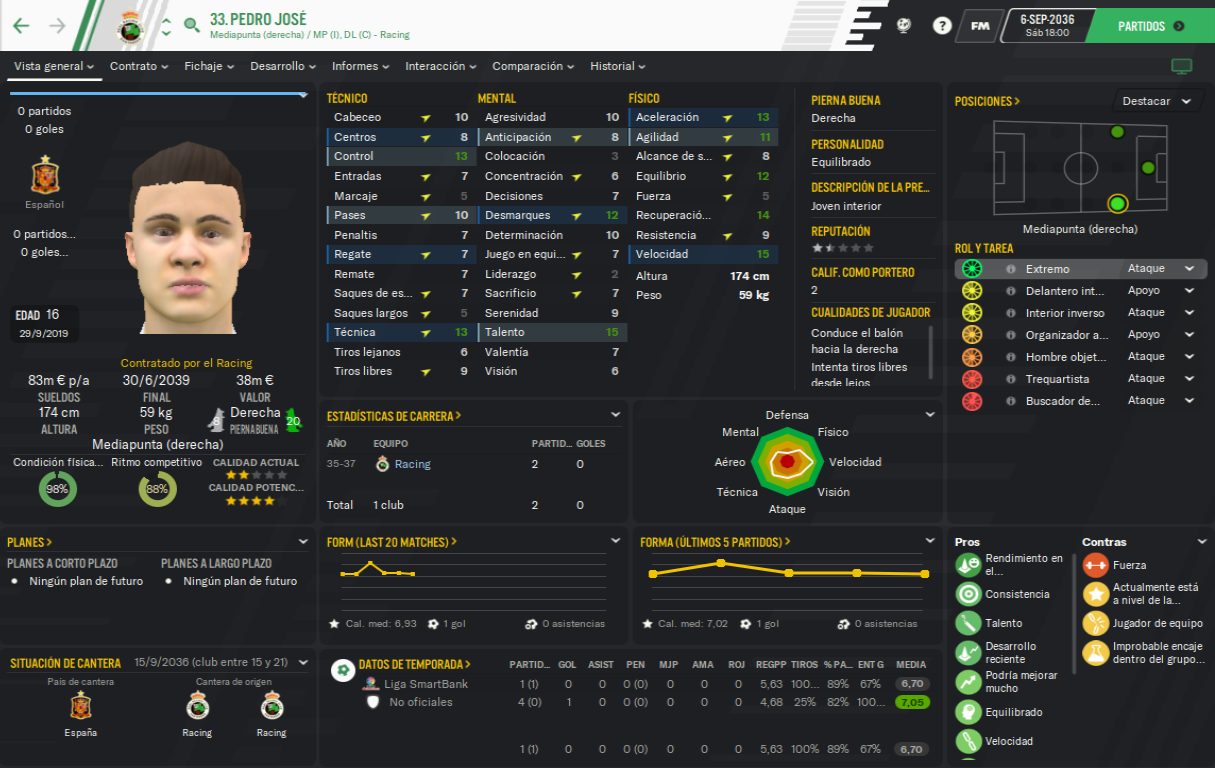 33. PEDRO JOSÉ
Mediapunta (derecha) / MP (I), DL (C) - Racing
FM
6-SEP-2036
Sáb 18:00
PARTIDOS
Vista general
Contrato
Fichaje
Desarrollo
Informes
Interacción
Comparación
Historial
0 partidos
0 goles
Español
0 partidos...
0 goles...
EDAD 16
29/9/2019
Contratado por el Racing
83m € p/a 30/6/2039 38m €
SUELDOS FINAL VALOR
174 cm 59 kg Derecha
8 20
ALTURA PESO PIERNA BUENA
Mediapunta (derecha)
Condición física... Ritmo competitivo CALIDAD ACTUAL
98% 88%
CALIDAD POTENC...
TÉCNICO
Cabeceo 10
Centros 8
Control 13
Entradas 7
Marcaje 5
Pases 10
Penaltis 7
Regate 7
Remate 7
Saques de es... 7
Saques largos 5
Técnica 13
Tiros lejanos 6
Tiros libres 9
MENTAL
Agresividad 10
Anticipación 8
Colocación 3
Concentración 6
Decisiones 7
Desmarques 12
Determinación 10
Juego en equi... 7
Liderazgo 2
Sacrificio 7
Serenidad 9
Talento 15
Valentía 7
Visión 6
FÍSICO
Aceleración 13
Agilidad 11
Alcance de s... 8
Equilibrio 12
Fuerza 5
Recuperació... 14
Resistencia 9
Velocidad 15
Altura 174 cm
Peso 59 kg
PIERNA BUENA
Derecha
PERSONALIDAD
Equilibrado
DESCRIPCIÓN DE LA PRE...
Joven interior
REPUTACIÓN
CALIF. COMO PORTERO
2
CUALIDADES DE JUGADOR
Conduce el balón
hacia la derecha
Intenta tiros libres
desde lejos
POSICIONES >
Destacar
Mediapunta (derecha)
ROL Y TAREA
Extremo Ataque
Delantero int... Apoyo
Interior inverso Ataque
Organizador a... Apoyo
Hombre objet... Ataque
Trequartista Ataque
Buscador de... Ataque
ESTADÍSTICAS DE CARRERA >
AÑO EQUIPO PARTID... GOLES
35-37 Racing 2 0
Total 1 club 2 0
Defensa
Mental Físico
Aéreo Velocidad
Técnica Visión
Ataque
PLANES >
PLANES A CORTO PLAZO PLANES A LARGO PLAZO
Ningún plan de futuro Ningún plan de futuro
FORM (LAST 20 MATCHES) >
Cal. med: 6,93 1 gol 0 asistencias
FORMA (ÚLTIMOS 5 PARTIDOS) >
Cal. med: 7,02 1 gol 0 asistencias
Pros
Rendimiento en
el...
Consistencia
Talento
Desarrollo
reciente
Podría mejorar
mucho
Equilibrado
Velocidad
Contras
Fuerza
Actualmente está
a nivel de la...
Jugador de equipo
Improbable encaje
dentro del grupo...
SITUACIÓN DE CANTERA 15/9/2036 (club entre 15 y 21)
País de cantera Cantera de origen
España Racing Racing
DATOS DE TEMPORADA > PARTID... GOL ASIST PEN MJP AMA ROJ REGPP TIROS % PA... ENT G MEDIA
Liga SmartBank 1 (1) 0 0 0 (0) 0 0 0 5,63 100... 89% 67% 6,70
No oficiales 4 (0) 1 0 0 (0) 0 0 0 4,68 25% 82% 100... 7,05
1 (1) 0 0 0 (0) 0 0 0 5,63 100% 89% 67% 6,70